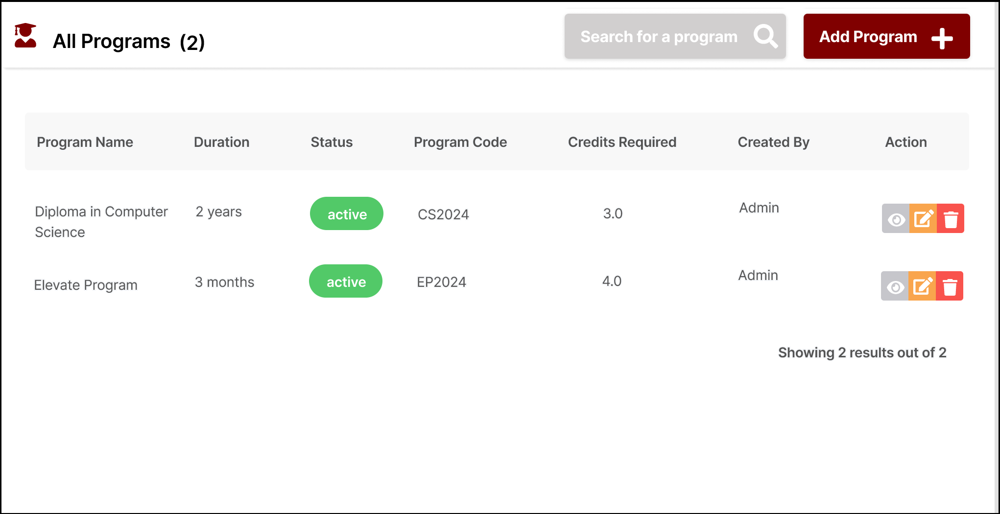 All Programs (2)
Search for a program
Add Program
Program Name Duration Status Program Code Credits Required Created By Action
Diploma in Computer 2 years active CS2024 3.0 Admin
Science
Elevate Program 3 months active EP2024 4.0 Admin
Showing 2 results out of 2